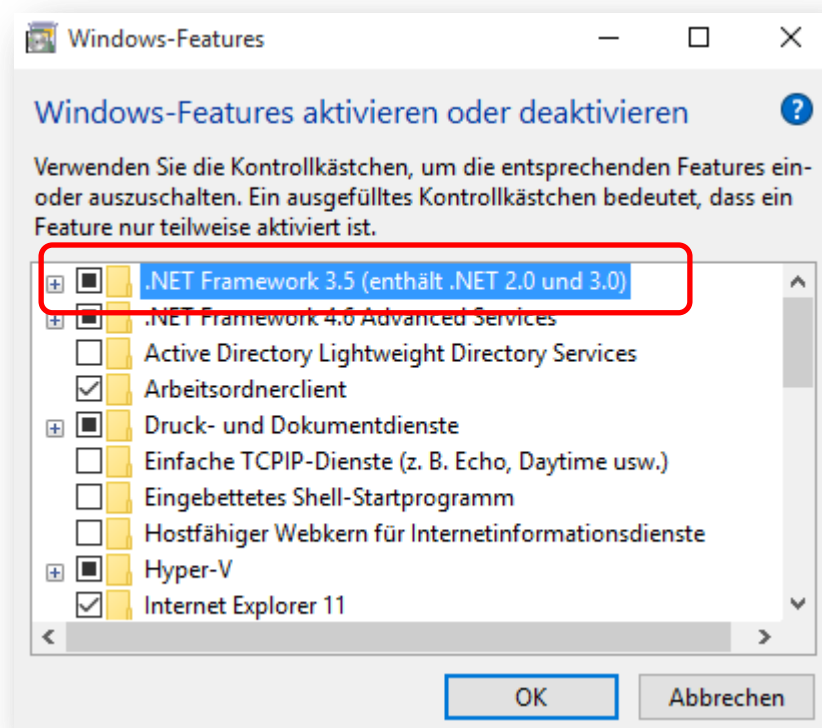 Windows-Features
Windows-Features aktivieren oder deaktivieren
Verwenden Sie die Kontrollkästchen, um die entsprechenden Features ein-
oder auszuschalten. Ein ausgefülltes Kontrollkästchen bedeutet, dass ein
Feature nur teilweise aktiviert ist.
.NET Framework 3.5 (enthält .NET 2.0 und 3.0)
.NET Framework 4.6 Advanced Services
Active Directory Lightweight Directory Services
Arbeitsordnerclient
Druck- und Dokumentdienste
Einfache TCPIP-Dienste (z. B. Echo, Daytime usw.)
Eingebettetes Shell-Startprogramm
Hostfähiger Webkern für Internetinformationsdienste
Hyper-V
Internet Explorer 11
OK
Abbrechen